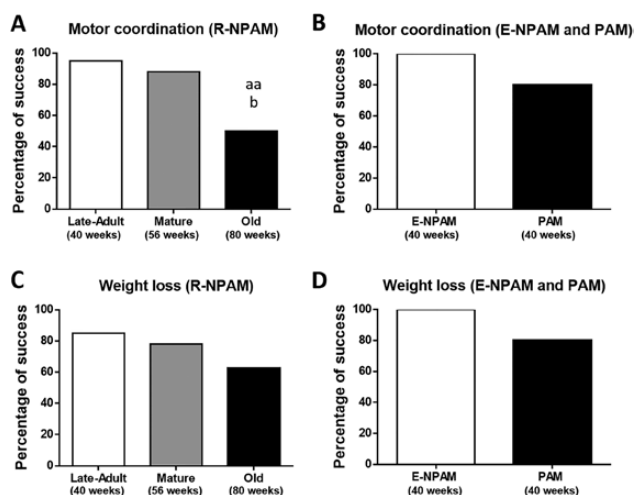 A
Motor coordination (R-NPAM)
Percentage of success
100
80
60
40
20
0
aa
b
Late-Adult
(40 weeks)
Mature
(56 weeks)
Old
(80 weeks)
B
Motor coordination (E-NPAM and PAM)
Percentage of success
100
80
60
40
20
0
E-NPAM
(40 weeks)
PAM
(40 weeks)
C
Weight loss (R-NPAM)
Percentage of success
100
80
60
40
20
0
Late-Adult
(40 weeks)
Mature
(56 weeks)
Old
(80 weeks)
D
Weight loss (E-NPAM and PAM)
Percentage of success
100
80
60
40
20
0
E-NPAM
(40 weeks)
PAM
(40 weeks)